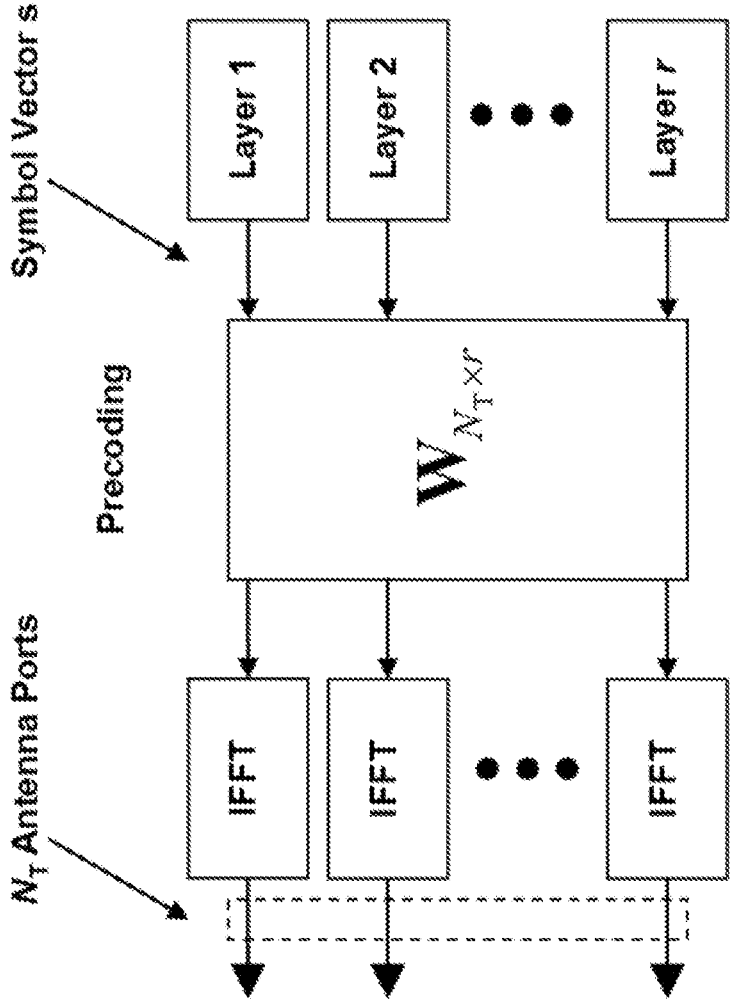 Symbol Vector s
Layer 1
Layer 2
Layer r
Precoding
W_{N_T×r}
N_T Antenna Ports
IFFT
IFFT
IFFT